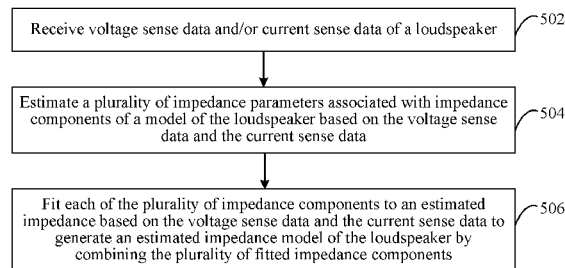 Receive voltage sense data and/or current sense data of a loudspeaker
502
Estimate a plurality of impedance parameters associated with impedance
components of a model of the loudspeaker based on the voltage sense
data and the current sense data
504
Fit each of the plurality of impedance components to an estimated
impedance based on the voltage sense data and the current sense data to
generate an estimated impedance model of the loudspeaker by
combining the plurality of fitted impedance components
506